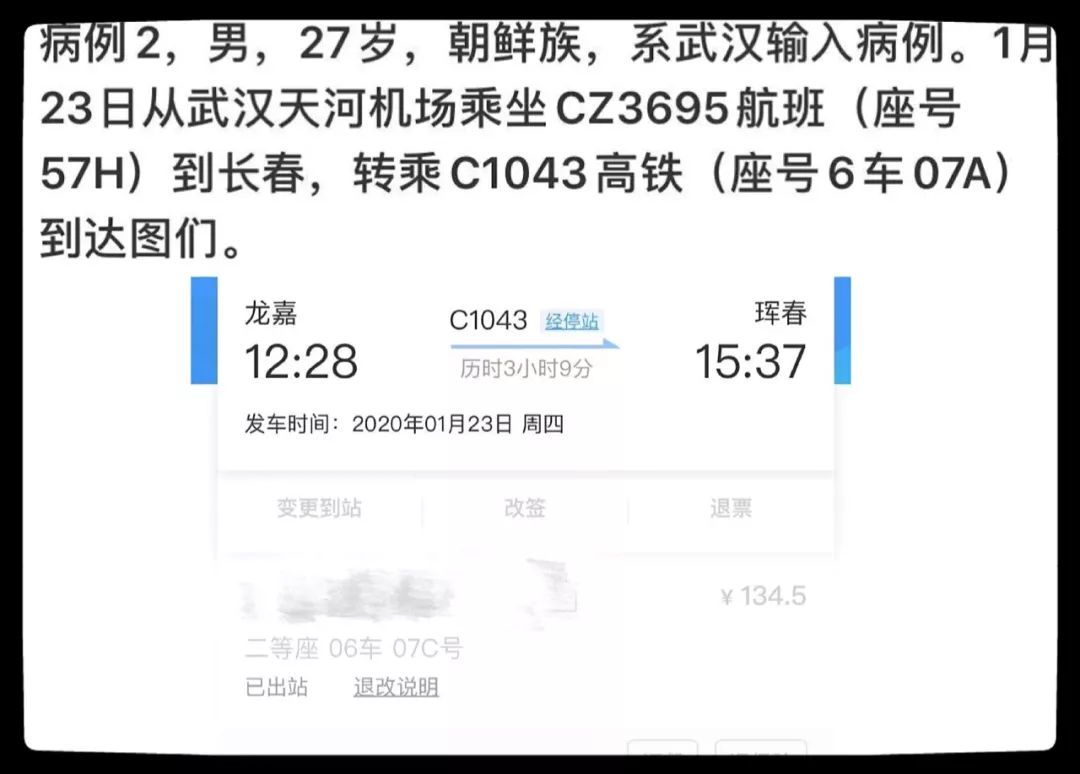 病例2，男，27岁，朝鲜族，系武汉输入病例。1月
23日从武汉天河机场乘坐CZ3695航班（座号
57H）到长春，转乘C1043高铁（座号6车07A）
到达图们。
龙嘉 C1043 经停站 珲春
12:28 历时3小时9分 15:37
发车时间：2020年01月23日 周四
变更到站 改签 退票
¥134.5
二等座 06车 07C号
已出站 退改说明